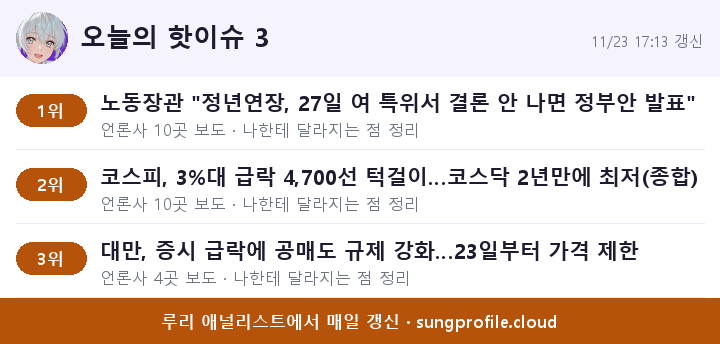 오늘의 핫이슈 3
11/23 17:13 갱신
1위
노동장관 "정년연장, 27일 여 특위서 결론 안 나면 정부안 발표"
언론사 10곳 보도 · 나한테 달라지는 점 정리
2위
코스피, 3%대 급락 4,700선 턱걸이…코스닥 2년만에 최저(종합)
언론사 10곳 보도 · 나한테 달라지는 점 정리
3위
대만, 증시 급락에 공매도 규제 강화…23일부터 가격 제한
언론사 4곳 보도 · 나한테 달라지는 점 정리
루리 애널리스트에서 매일 갱신 · sungprofile.cloud